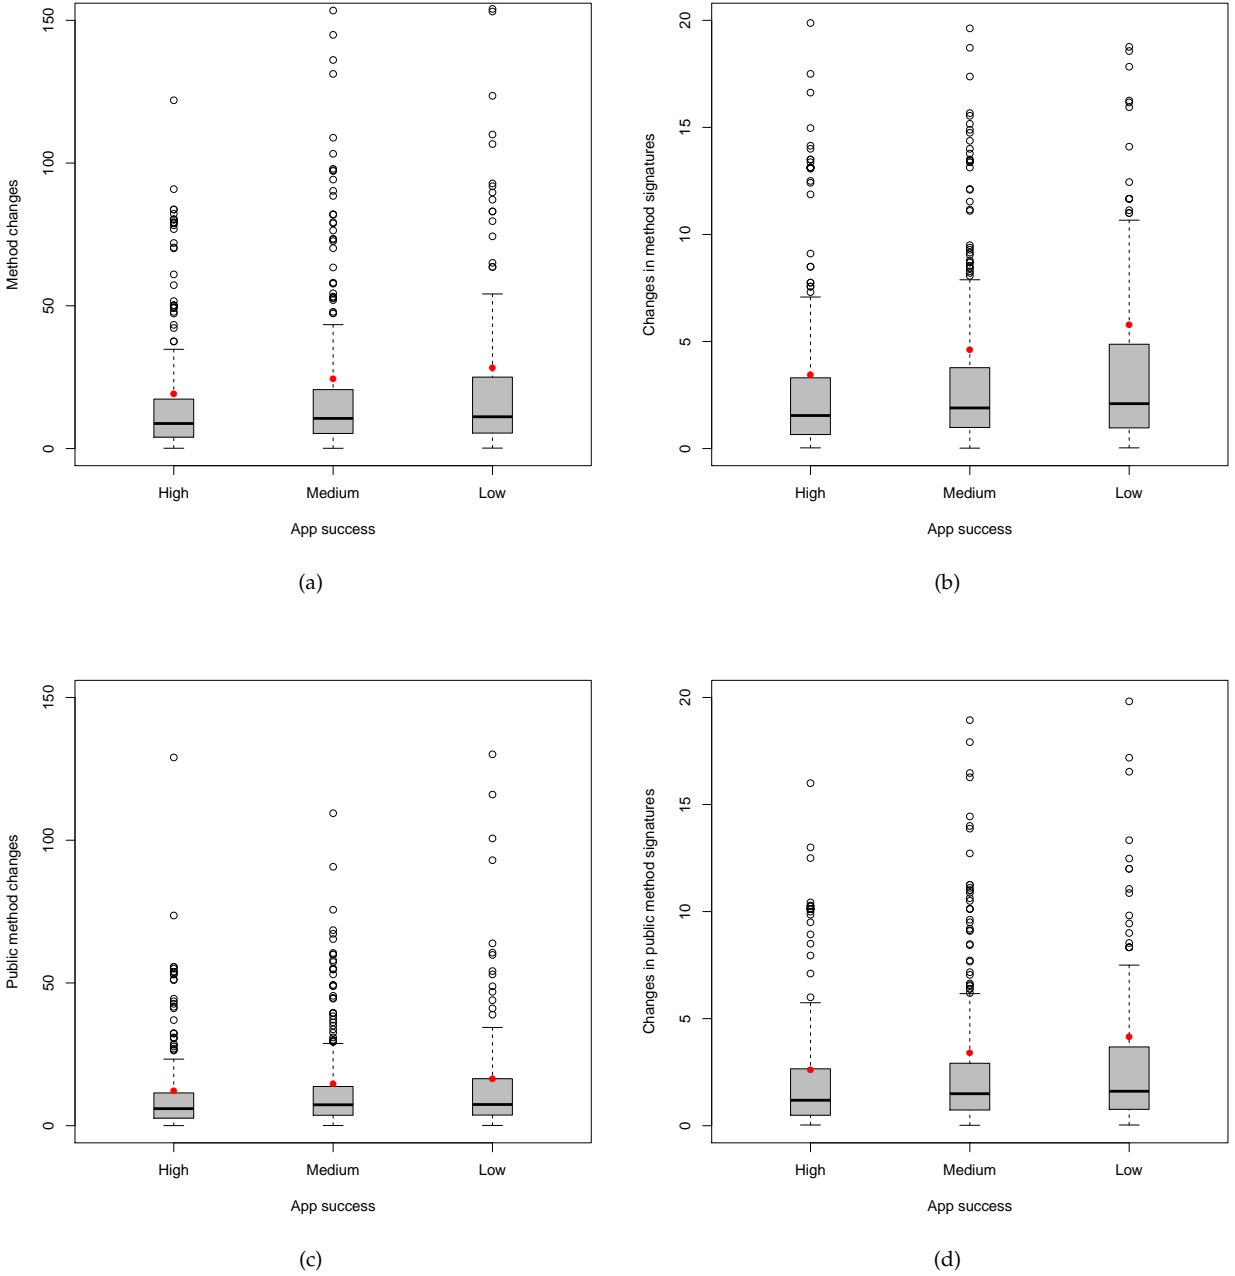 150
100
50
0
Method changes
High Medium Low
App success
(a)
20
15
10
5
0
Changes in method signatures
High Medium Low
App success
(b)
150
100
50
0
Public method changes
High Medium Low
App success
(c)
20
15
10
5
0
Changes in public method signatures
High Medium Low
App success
(d)